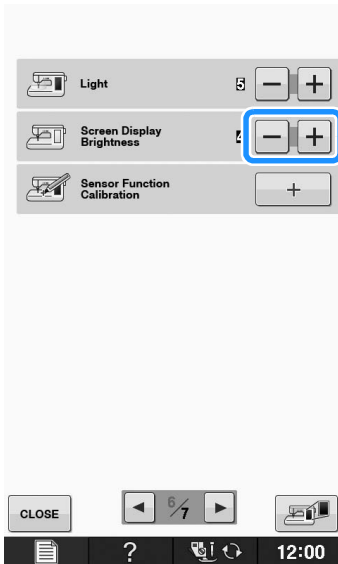 Light 5 − +
Screen Display
Brightness − +
Sensor Function
Calibration +
CLOSE ◄ 6/7 ►
? 12:00